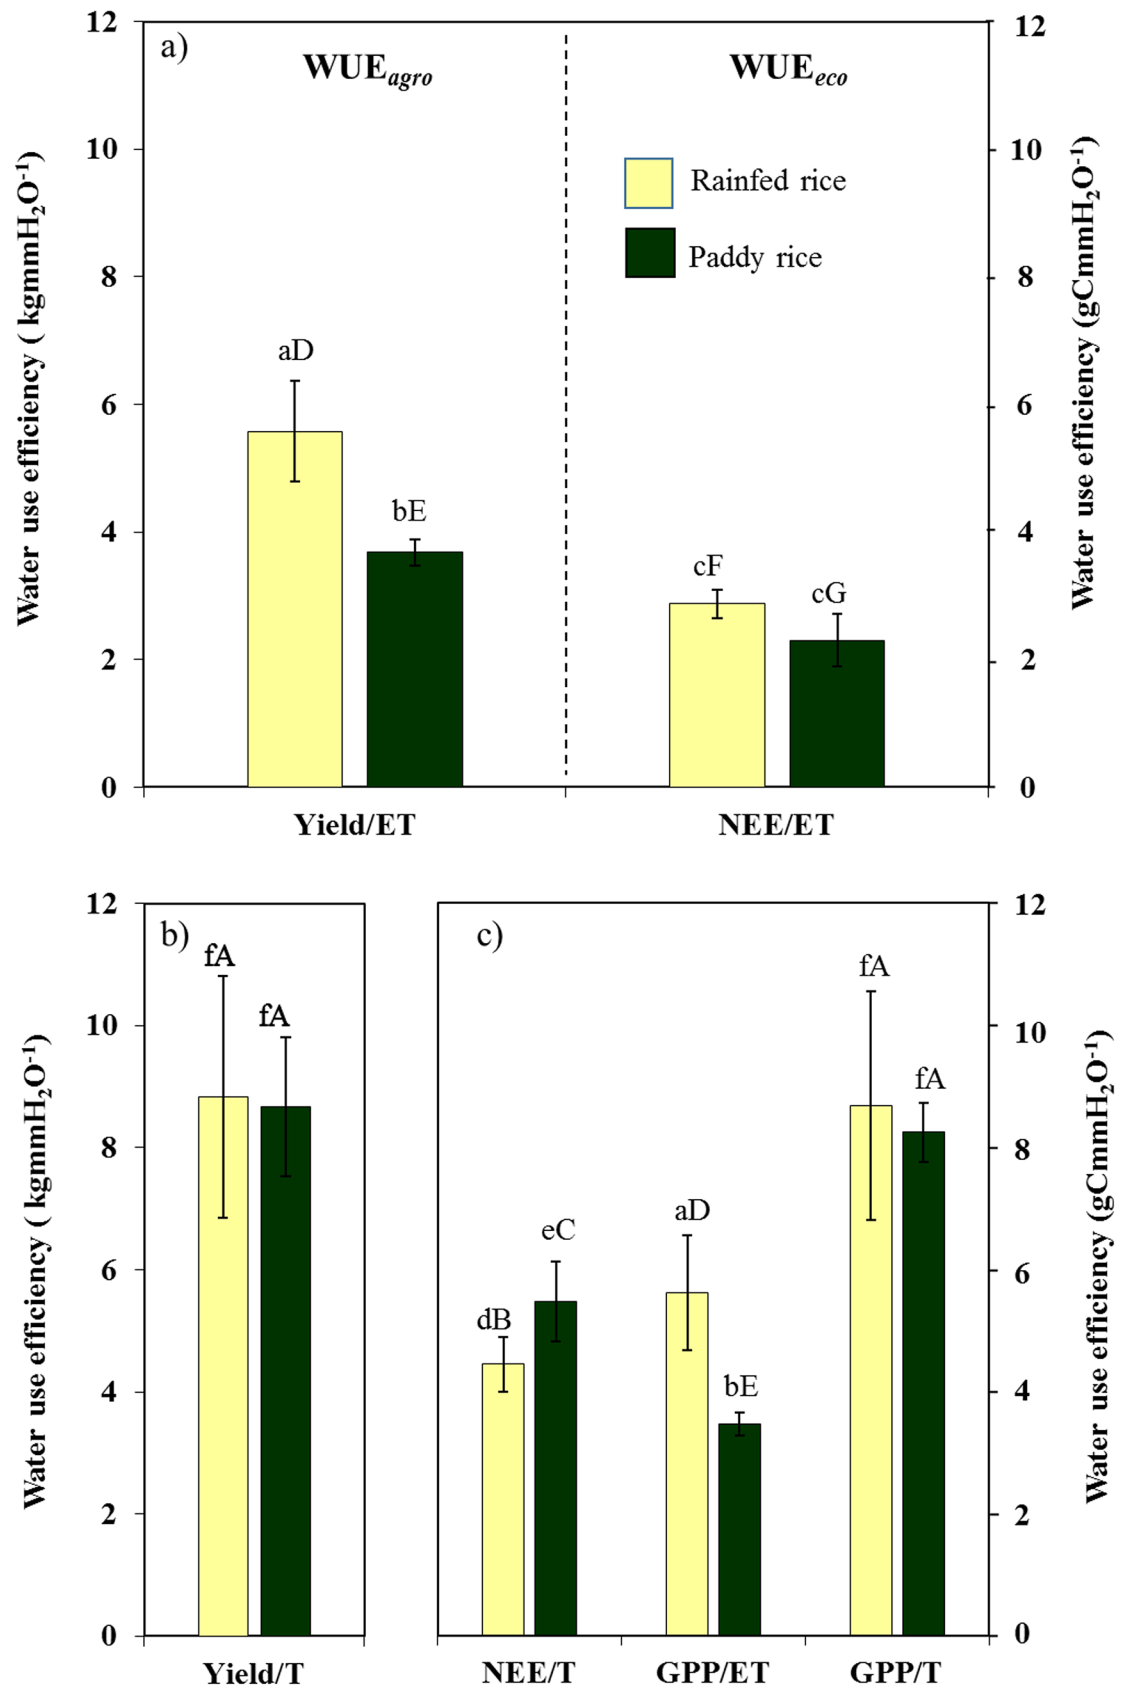 a)
WUEagro
WUEeco
Rainfed rice
Paddy rice
Water use efficiency ( kgmmH2O-1)
12
10
8
6
4
2
0
aD
bE
cF
cG
12
10
8
6
4
2
0
Water use efficiency (gCmmH2O-1)
Yield/ET
NEE/ET
b)
Water use efficiency ( kgmmH2O-1)
12
10
8
6
4
2
0
fA
fA
Yield/T
c)
dB
eC
aD
bE
fA
fA
12
10
8
6
4
2
0
Water use efficiency (gCmmH2O-1)
NEE/T
GPP/ET
GPP/T